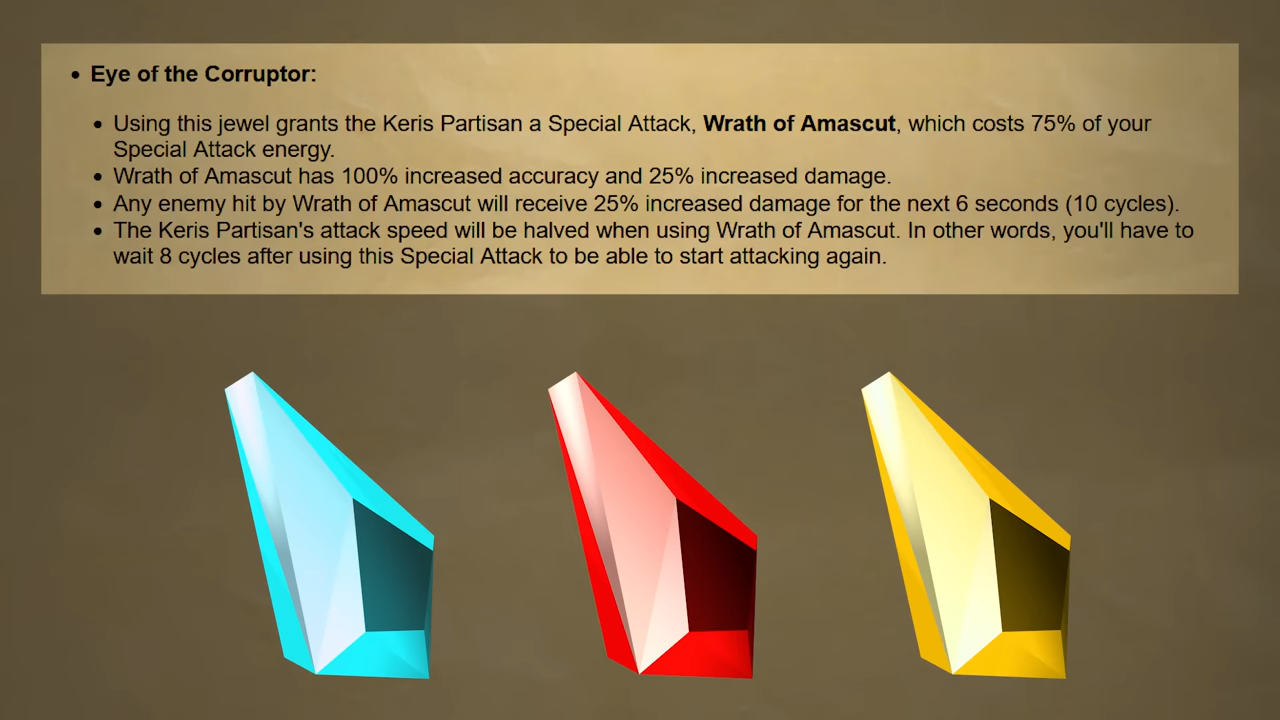 • Eye of the Corruptor:
• Using this jewel grants the Keris Partisan a Special Attack, Wrath of Amascut, which costs 75% of your
Special Attack energy.
• Wrath of Amascut has 100% increased accuracy and 25% increased damage.
• Any enemy hit by Wrath of Amascut will receive 25% increased damage for the next 6 seconds (10 cycles).
• The Keris Partisan's attack speed will be halved when using Wrath of Amascut. In other words, you'll have to
wait 8 cycles after using this Special Attack to be able to start attacking again.